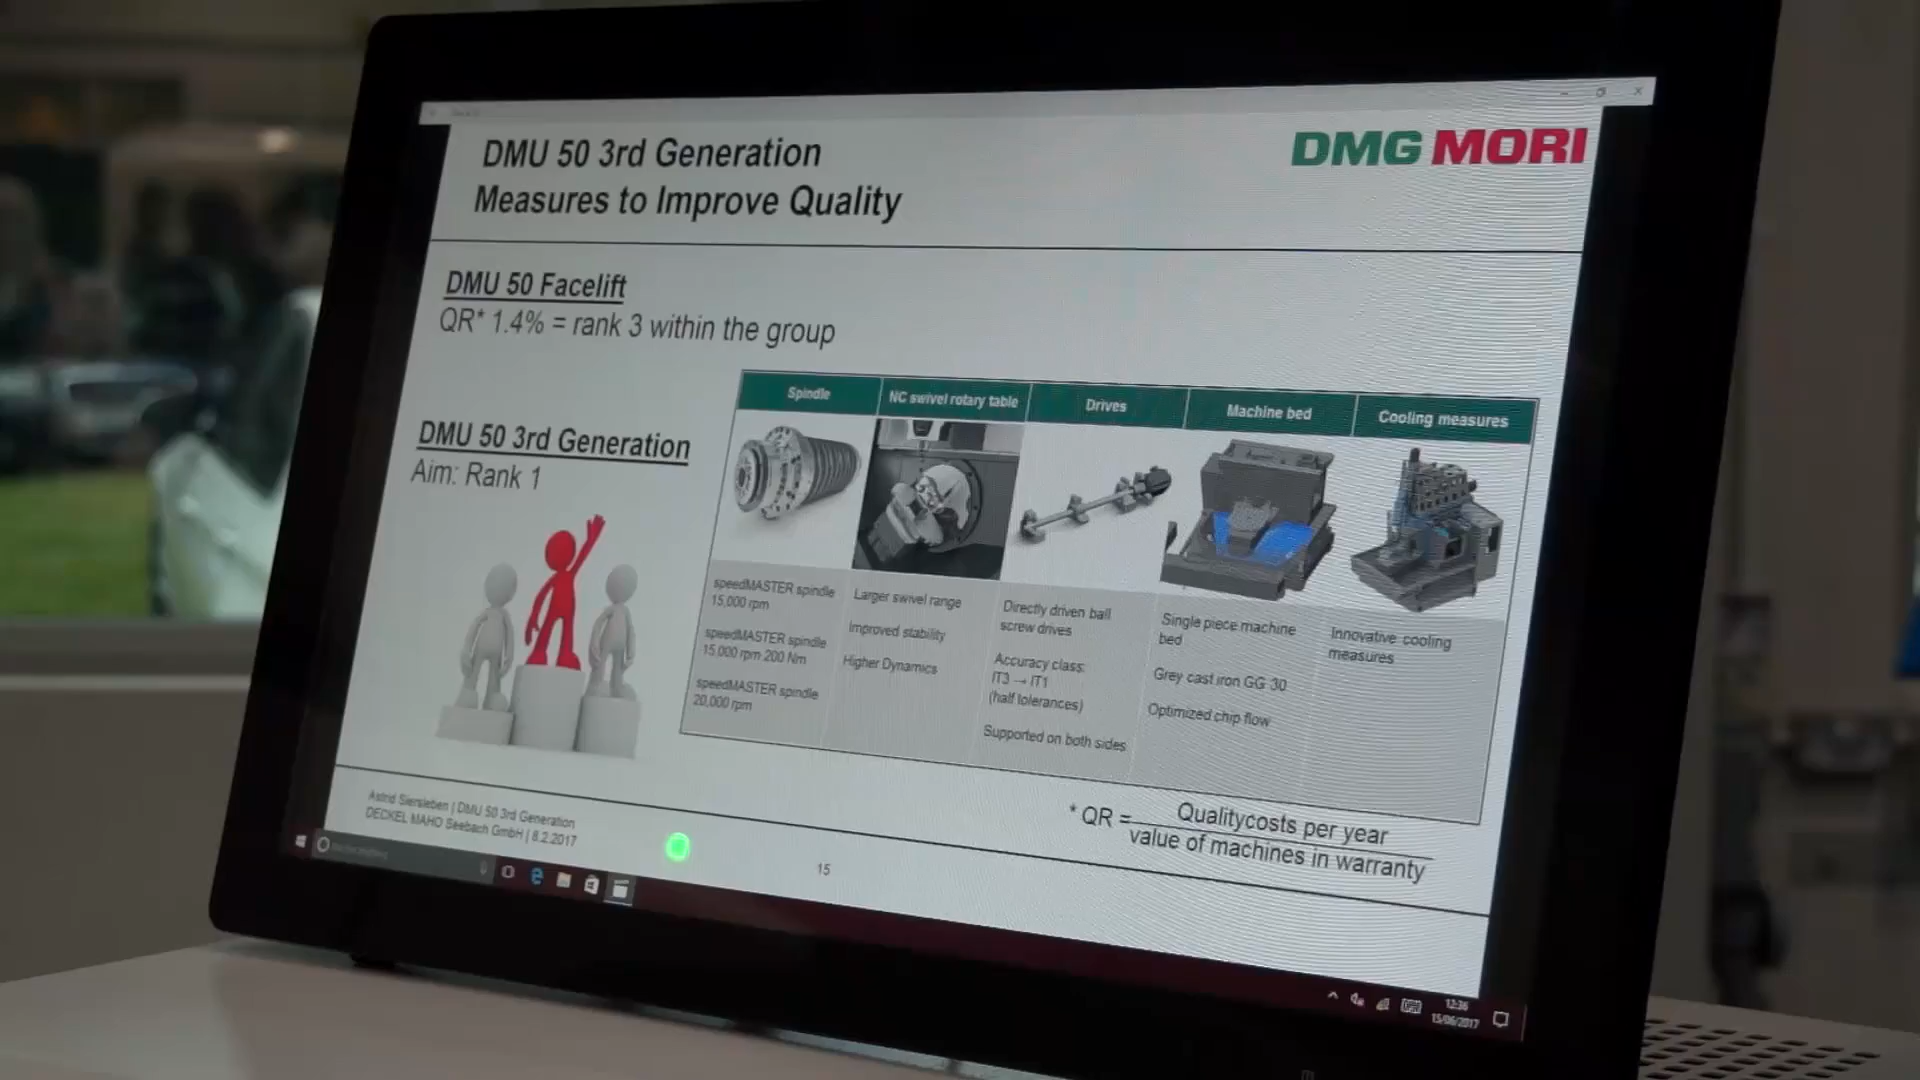 DMU 50 3rd Generation
Measures to Improve Quality
DMG MORI
DMU 50 Facelift
QR* 1.4% = rank 3 within the group
DMU 50 3rd Generation
Aim: Rank 1
Spindle
speedMASTER spindle
15,000 rpm
speedMASTER spindle
15,000 rpm 200 Nm
speedMASTER spindle
20,000 rpm
NC swivel rotary table
Larger swivel range
Improved stability
Higher Dynamics
Drives
Directly driven ball
screw drives
Accuracy class:
IT3 → IT1
(half tolerances)
Supported on both sides
Machine bed
Single piece machine
bed
Grey cast iron GG 30
Optimized chip flow
Cooling measures
Innovative cooling
measures
* QR =
Qualitycosts per year
value of machines in warranty
Astrid Siersleben | DMU 50 3rd Generation
DECKEL MAHO Seebach GmbH | 8.2.2017
15
12:36
15/06/2017